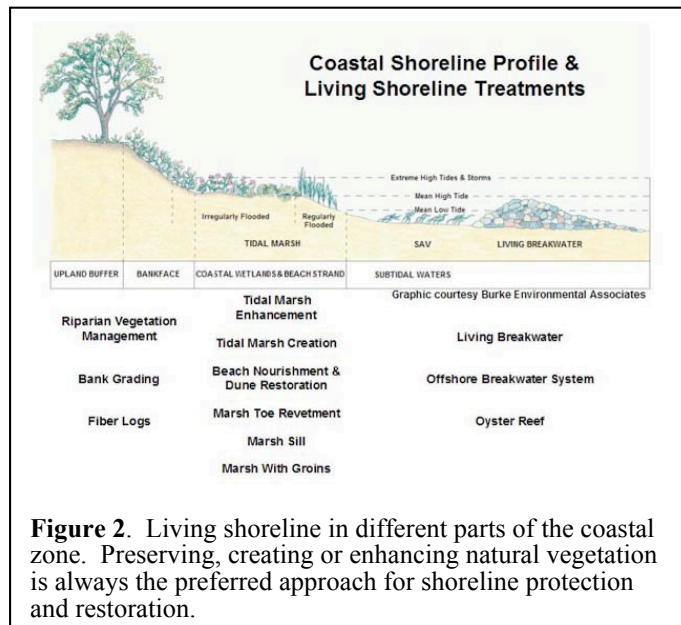 Coastal Shoreline Profile &
Living Shoreline Treatments
Extreme High Tides & Storms
Mean High Tide
Mean Low Tide
Irregularly Flooded
Regularly
Flooded
TIDAL MARSH
SAV
LIVING BREAKWATER
UPLAND BUFFER
BANKFACE
COASTAL WETLANDS & BEACH STRAND
SUBTIDAL WATERS
Graphic courtesy Burke Environmental Associates
Riparian Vegetation
Management
Bank Grading
Fiber Logs
Tidal Marsh
Enhancement
Tidal Marsh Creation
Beach Nourishment &
Dune Restoration
Marsh Toe Revetment
Marsh Sill
Marsh With Groins
Living Breakwater
Offshore Breakwater System
Oyster Reef
Figure 2.  Living shoreline in different parts of the coastal
zone.  Preserving, creating or enhancing natural vegetation
is always the preferred approach for shoreline protection
and restoration.